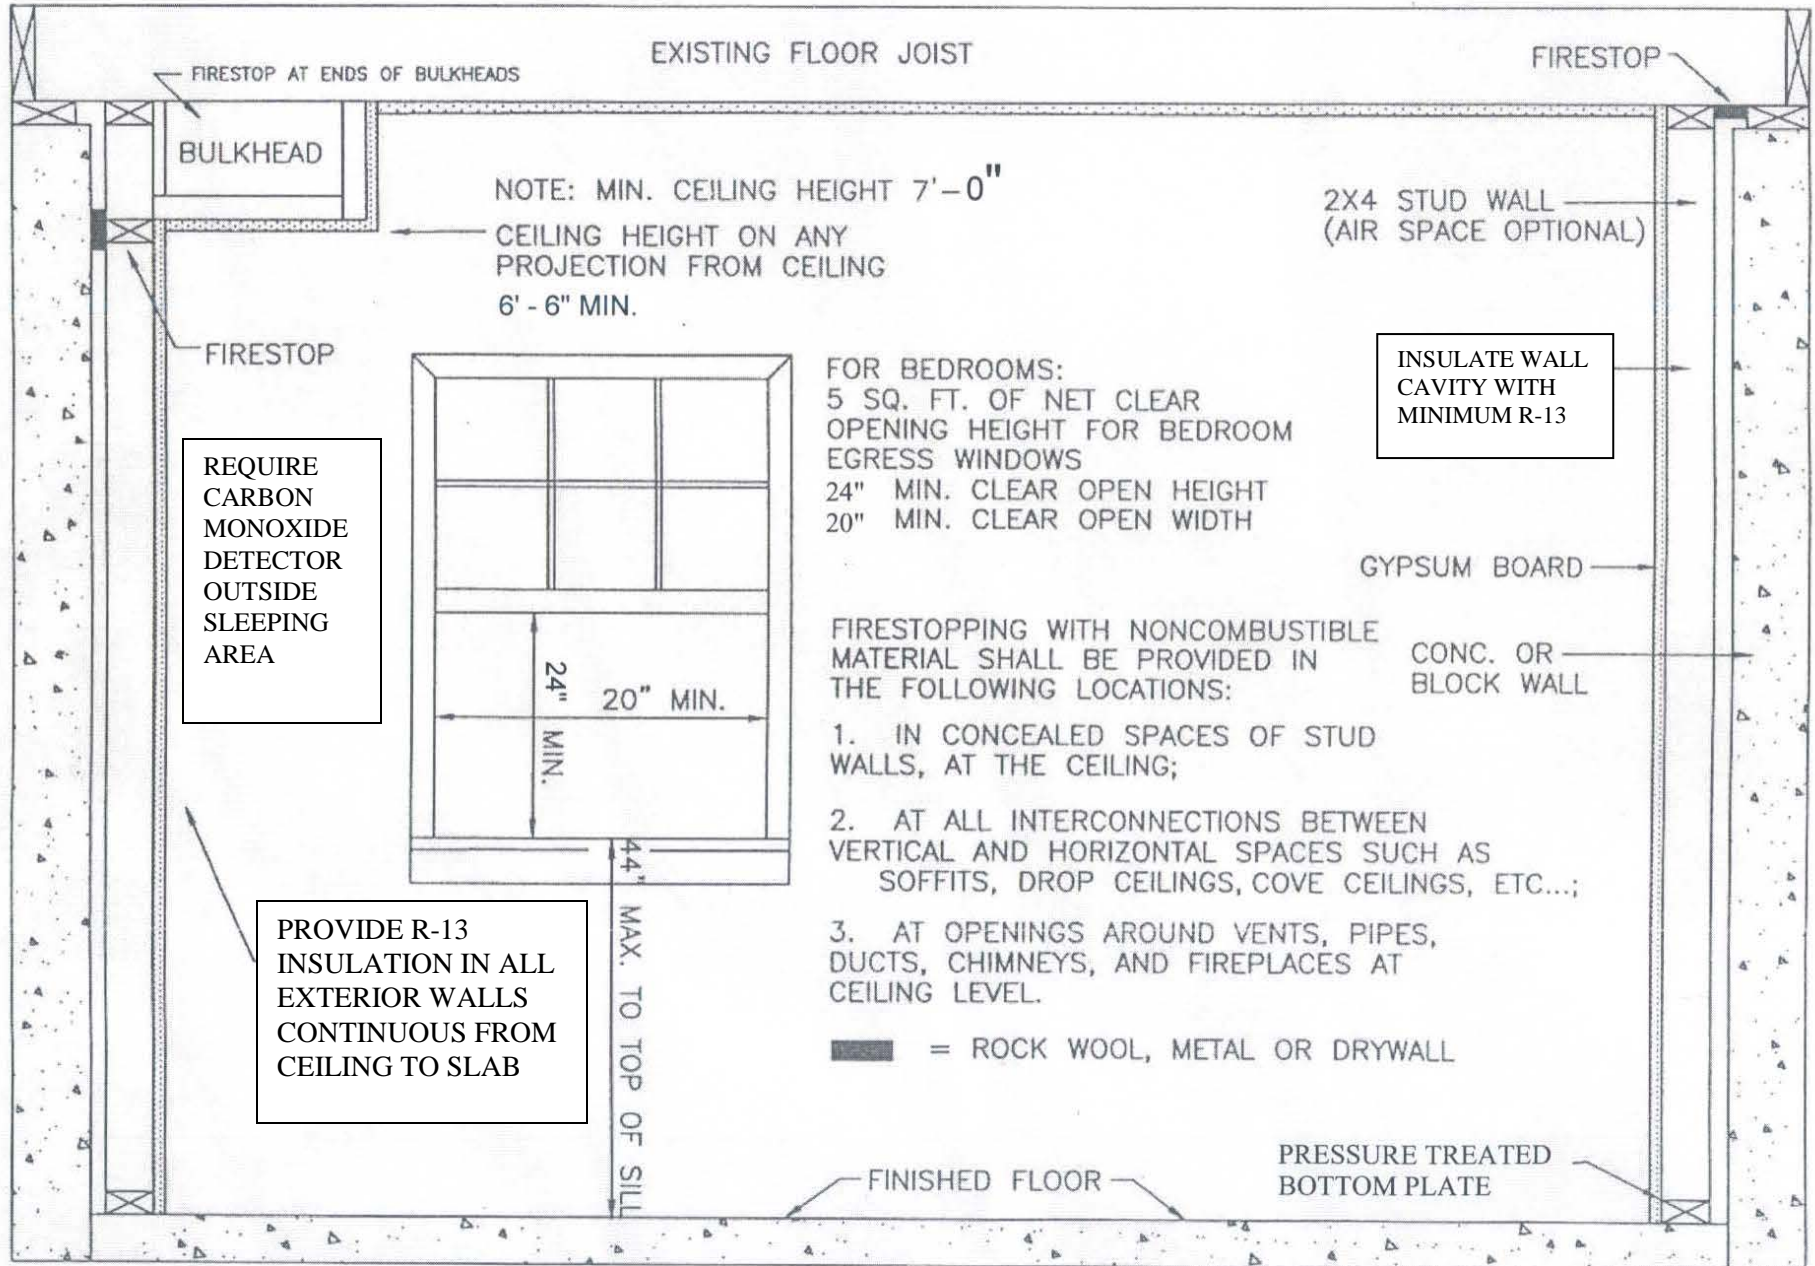 EXISTING FLOOR JOIST
FIRESTOP
FIRESTOP AT ENDS OF BULKHEADS
BULKHEAD
NOTE: MIN. CEILING HEIGHT 7'-0"
CEILING HEIGHT ON ANY
PROJECTION FROM CEILING
6' - 6" MIN.
2X4 STUD WALL
(AIR SPACE OPTIONAL)
FIRESTOP
INSULATE WALL
CAVITY WITH
MINIMUM R-13
FOR BEDROOMS:
5 SQ. FT. OF NET CLEAR
OPENING HEIGHT FOR BEDROOM
EGRESS WINDOWS
24" MIN. CLEAR OPEN HEIGHT
20" MIN. CLEAR OPEN WIDTH
REQUIRE
CARBON
MONOXIDE
DETECTOR
OUTSIDE
SLEEPING
AREA
GYPSUM BOARD
24" MIN.
20" MIN.
FIRESTOPPING WITH NONCOMBUSTIBLE
MATERIAL SHALL BE PROVIDED IN
THE FOLLOWING LOCATIONS:
CONC. OR
BLOCK WALL
1. IN CONCEALED SPACES OF STUD
WALLS, AT THE CEILING;
2. AT ALL INTERCONNECTIONS BETWEEN
VERTICAL AND HORIZONTAL SPACES SUCH AS
SOFFITS, DROP CEILINGS, COVE CEILINGS, ETC...;
3. AT OPENINGS AROUND VENTS, PIPES,
DUCTS, CHIMNEYS, AND FIREPLACES AT
CEILING LEVEL.
= ROCK WOOL, METAL OR DRYWALL
44" MAX. TO TOP OF SILL
PROVIDE R-13
INSULATION IN ALL
EXTERIOR WALLS
CONTINUOUS FROM
CEILING TO SLAB
FINISHED FLOOR
PRESSURE TREATED
BOTTOM PLATE